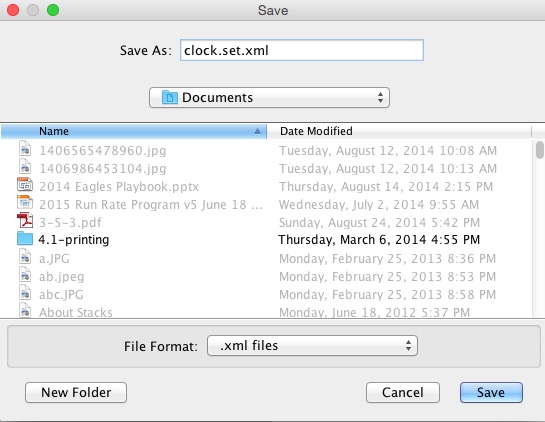 Save
Save As: clock.set.xml
Documents
Name Date Modified
1406565478960.jpg Tuesday, August 12, 2014 10:08 AM
1406986453104.jpg Tuesday, August 12, 2014 10:13 AM
2014 Eagles Playbook.pptx Thursday, August 14, 2014 2:15 PM
2015 Run Rate Program v5 June 18 ... Wednesday, July 2, 2014 9:55 AM
3-5-3.pdf Sunday, August 24, 2014 5:42 PM
4.1-printing Thursday, March 6, 2014 4:55 PM
a.JPG Monday, February 25, 2013 8:36 PM
ab.jpeg Monday, February 25, 2013 8:53 PM
abc.JPG Monday, February 25, 2013 8:58 PM
About Stacks Monday, June 18, 2012 5:37 PM
File Format: .xml files
New Folder Cancel Save